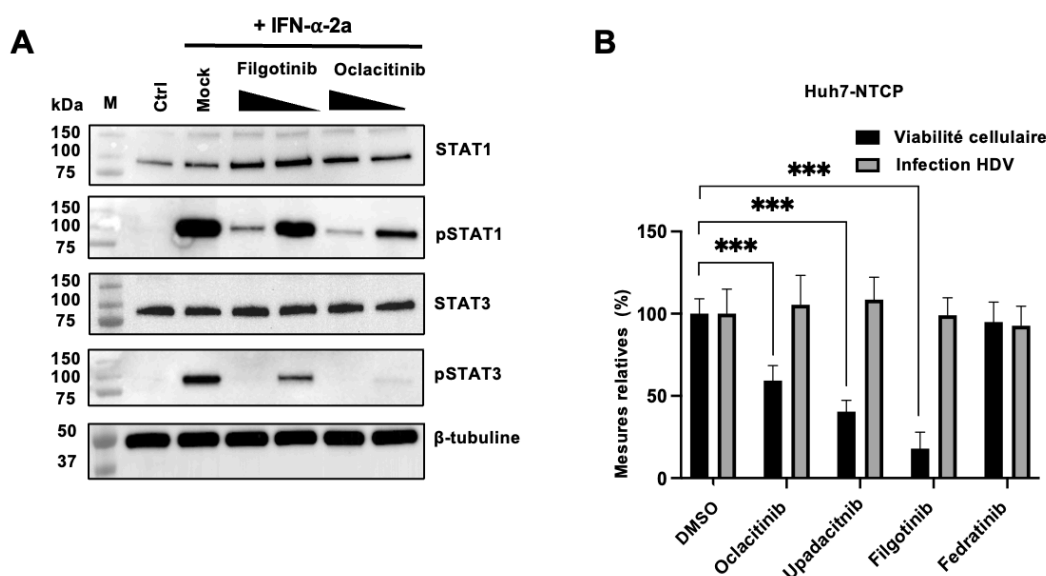 A
+ IFN-α-2a
Filgotinib Oclacitinib
kDa M Ctrl Mock
150
100
75
STAT1
150
100
75
pSTAT1
150
100
75
STAT3
150
100
75
pSTAT3
50
37
β-tubuline
B
Huh7-NTCP
Viabilité cellulaire
Infection HDV
***
***
***
Mesures relatives (%)
150
100
50
0
DMSO
Oclacitinib
Upadacitnib
Filgotinib
Fedratinib